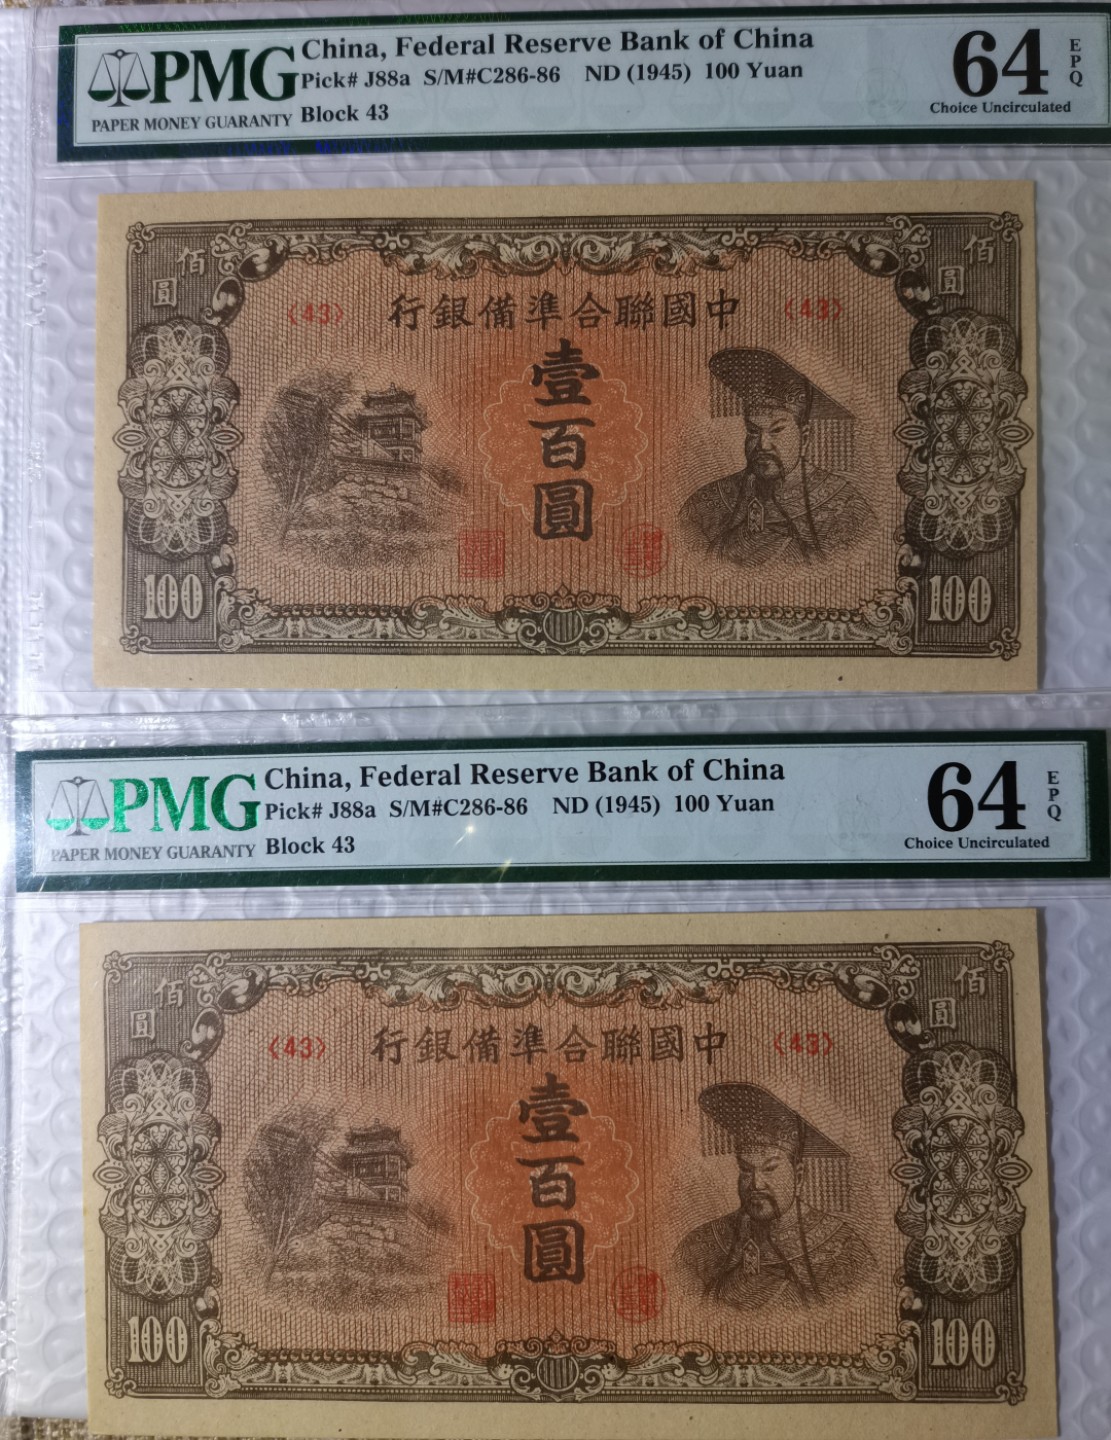 PMG
PAPER MONEY GUARANTY
China, Federal Reserve Bank of China
Pick# J88a S/M#C286-86 ND (1945) 100 Yuan
Block 43
64
EPQ
Choice Uncirculated
佰圓
佰圓
(43)
行銀備準合聯國中
(43)
壹百圓
100
100
PMG
PAPER MONEY GUARANTY
China, Federal Reserve Bank of China
Pick# J88a S/M#C286-86 ND (1945) 100 Yuan
Block 43
64
EPQ
Choice Uncirculated
佰圓
佰圓
(43)
行銀備準合聯國中
(43)
壹百圓
100
100